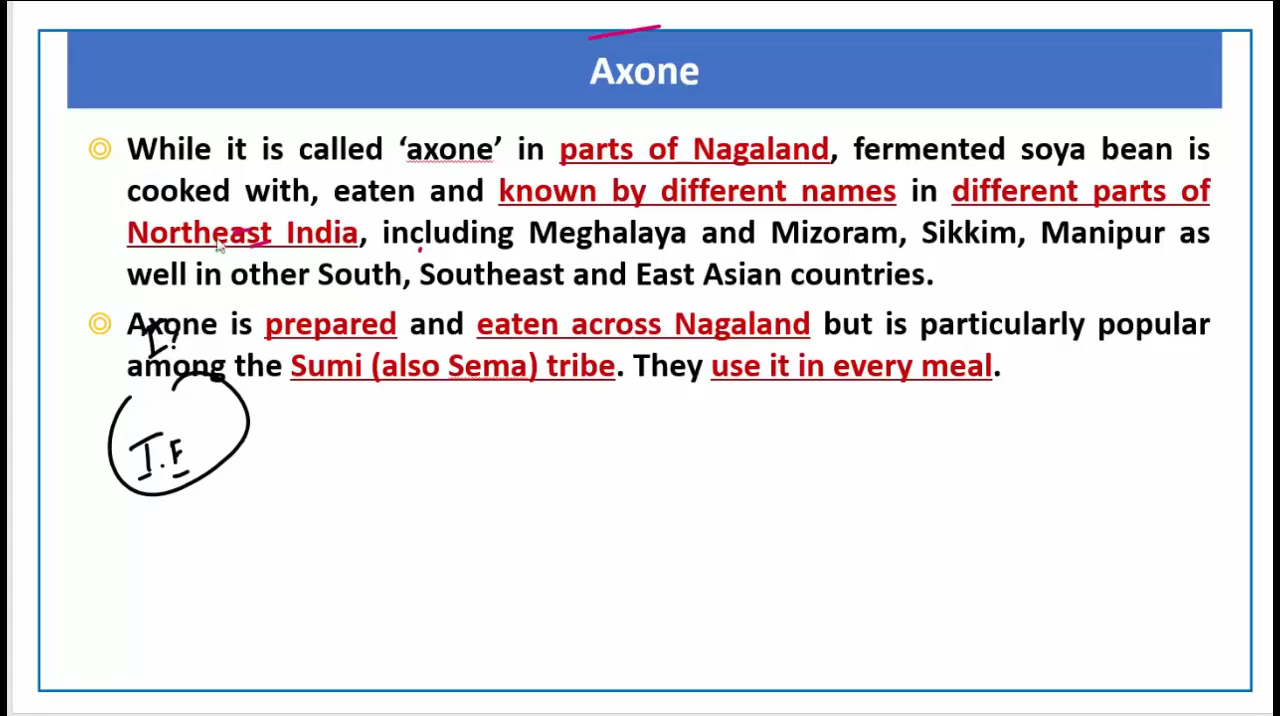 Axone
While it is called ‘axone’ in parts of Nagaland, fermented soya bean is
cooked with, eaten and known by different names in different parts of
Northeast India, including Meghalaya and Mizoram, Sikkim, Manipur as
well in other South, Southeast and East Asian countries.
Axone is prepared and eaten across Nagaland but is particularly popular
among the Sumi (also Sema) tribe. They use it in every meal.
I.F